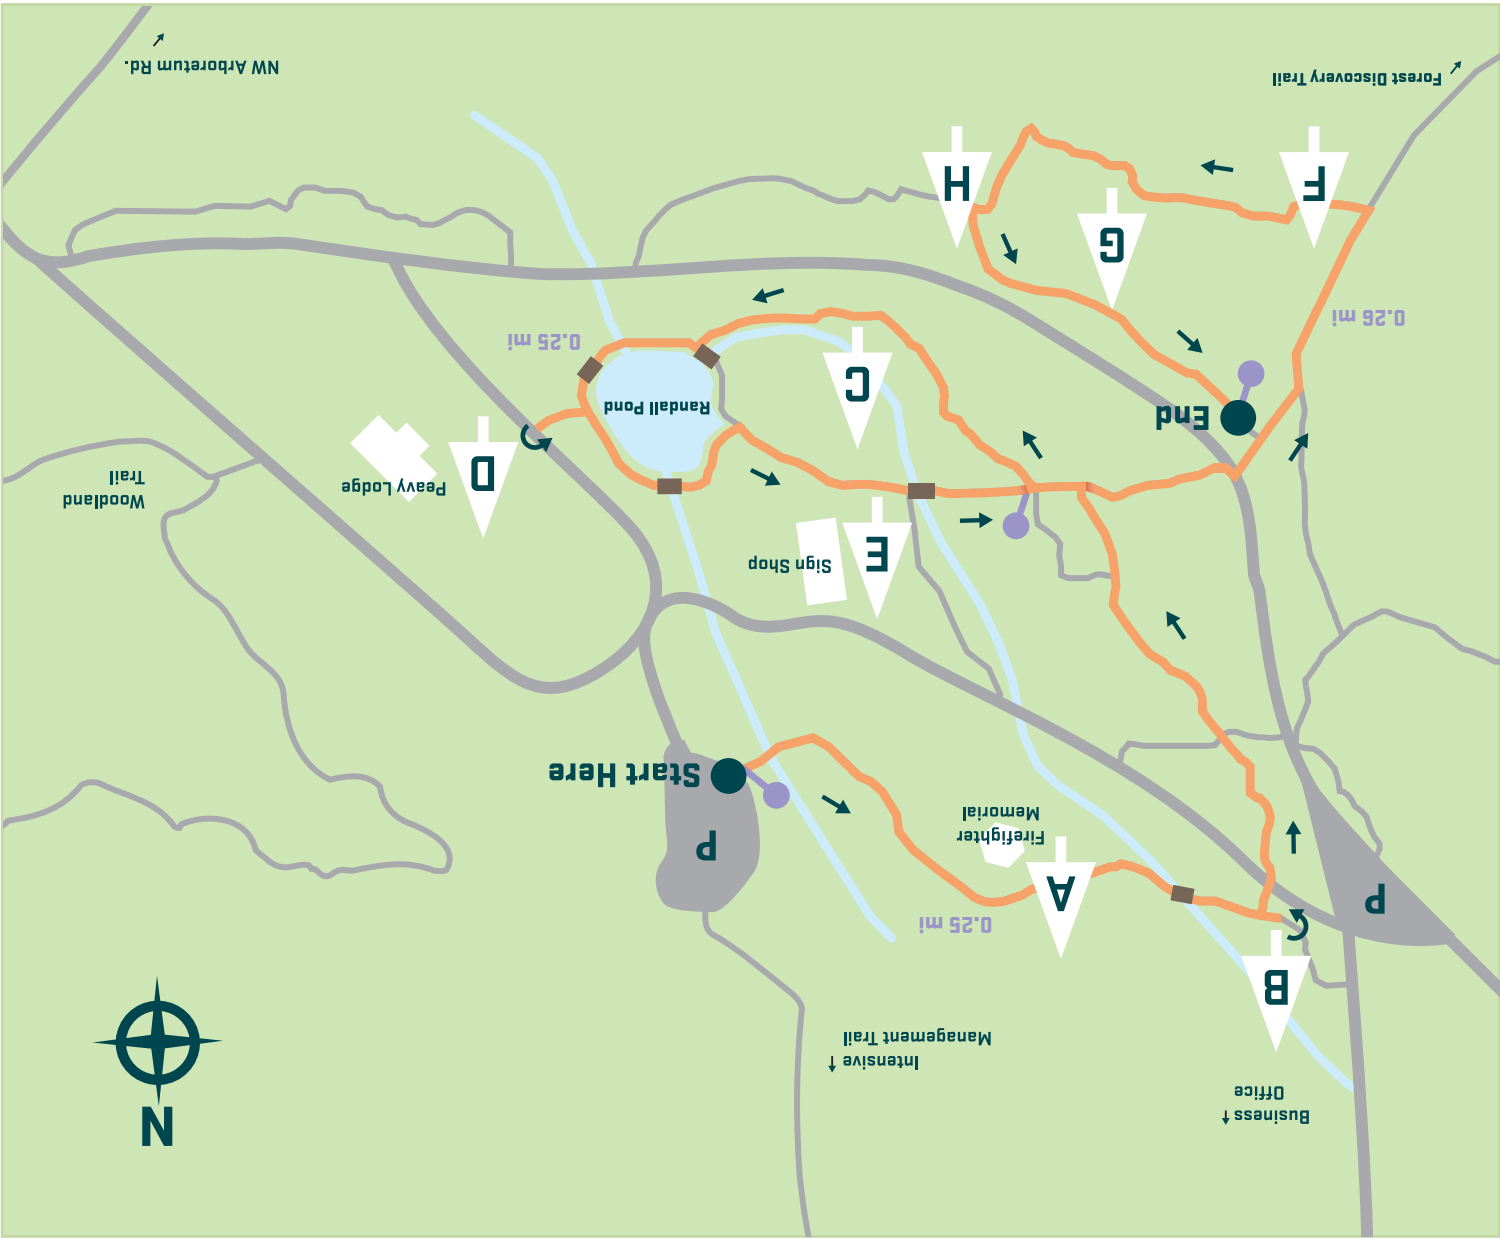 N
Business ↑
Office
Intensive ↑
Management Trail
B
0.25 mi
P
A
P
Firefighter
Memorial
Start Here
Sign Shop
E
Woodland
Trail
Peavy Lodge
D
End
Randall Pond
C
0.25 mi
0.26 mi
G
F
H
Forest Discovery Trail
NW Arboretum Rd.